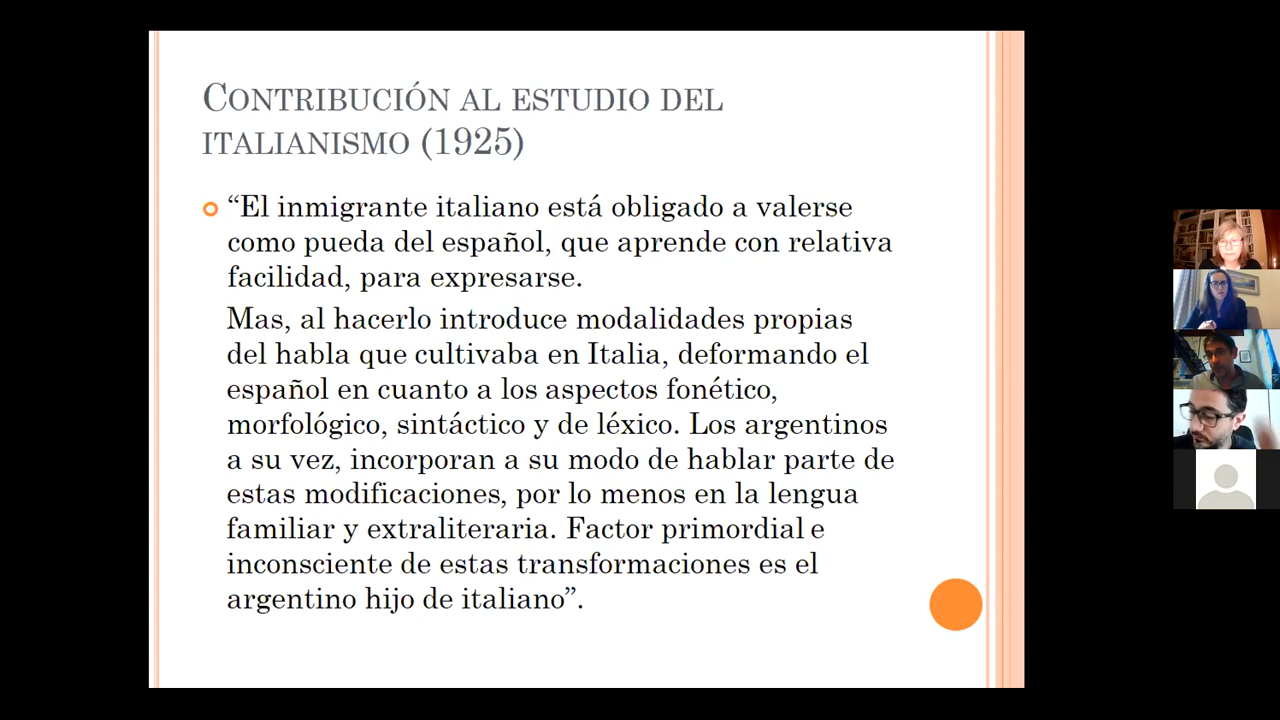 CONTRIBUCIÓN AL ESTUDIO DEL
ITALIANISMO (1925)
“El inmigrante italiano está obligado a valerse
como pueda del español, que aprende con relativa
facilidad, para expresarse.
Mas, al hacerlo introduce modalidades propias
del habla que cultivaba en Italia, deformando el
español en cuanto a los aspectos fonético,
morfológico, sintáctico y de léxico. Los argentinos
a su vez, incorporan a su modo de hablar parte de
estas modificaciones, por lo menos en la lengua
familiar y extraliteraria. Factor primordial e
inconsciente de estas transformaciones es el
argentino hijo de italiano”.